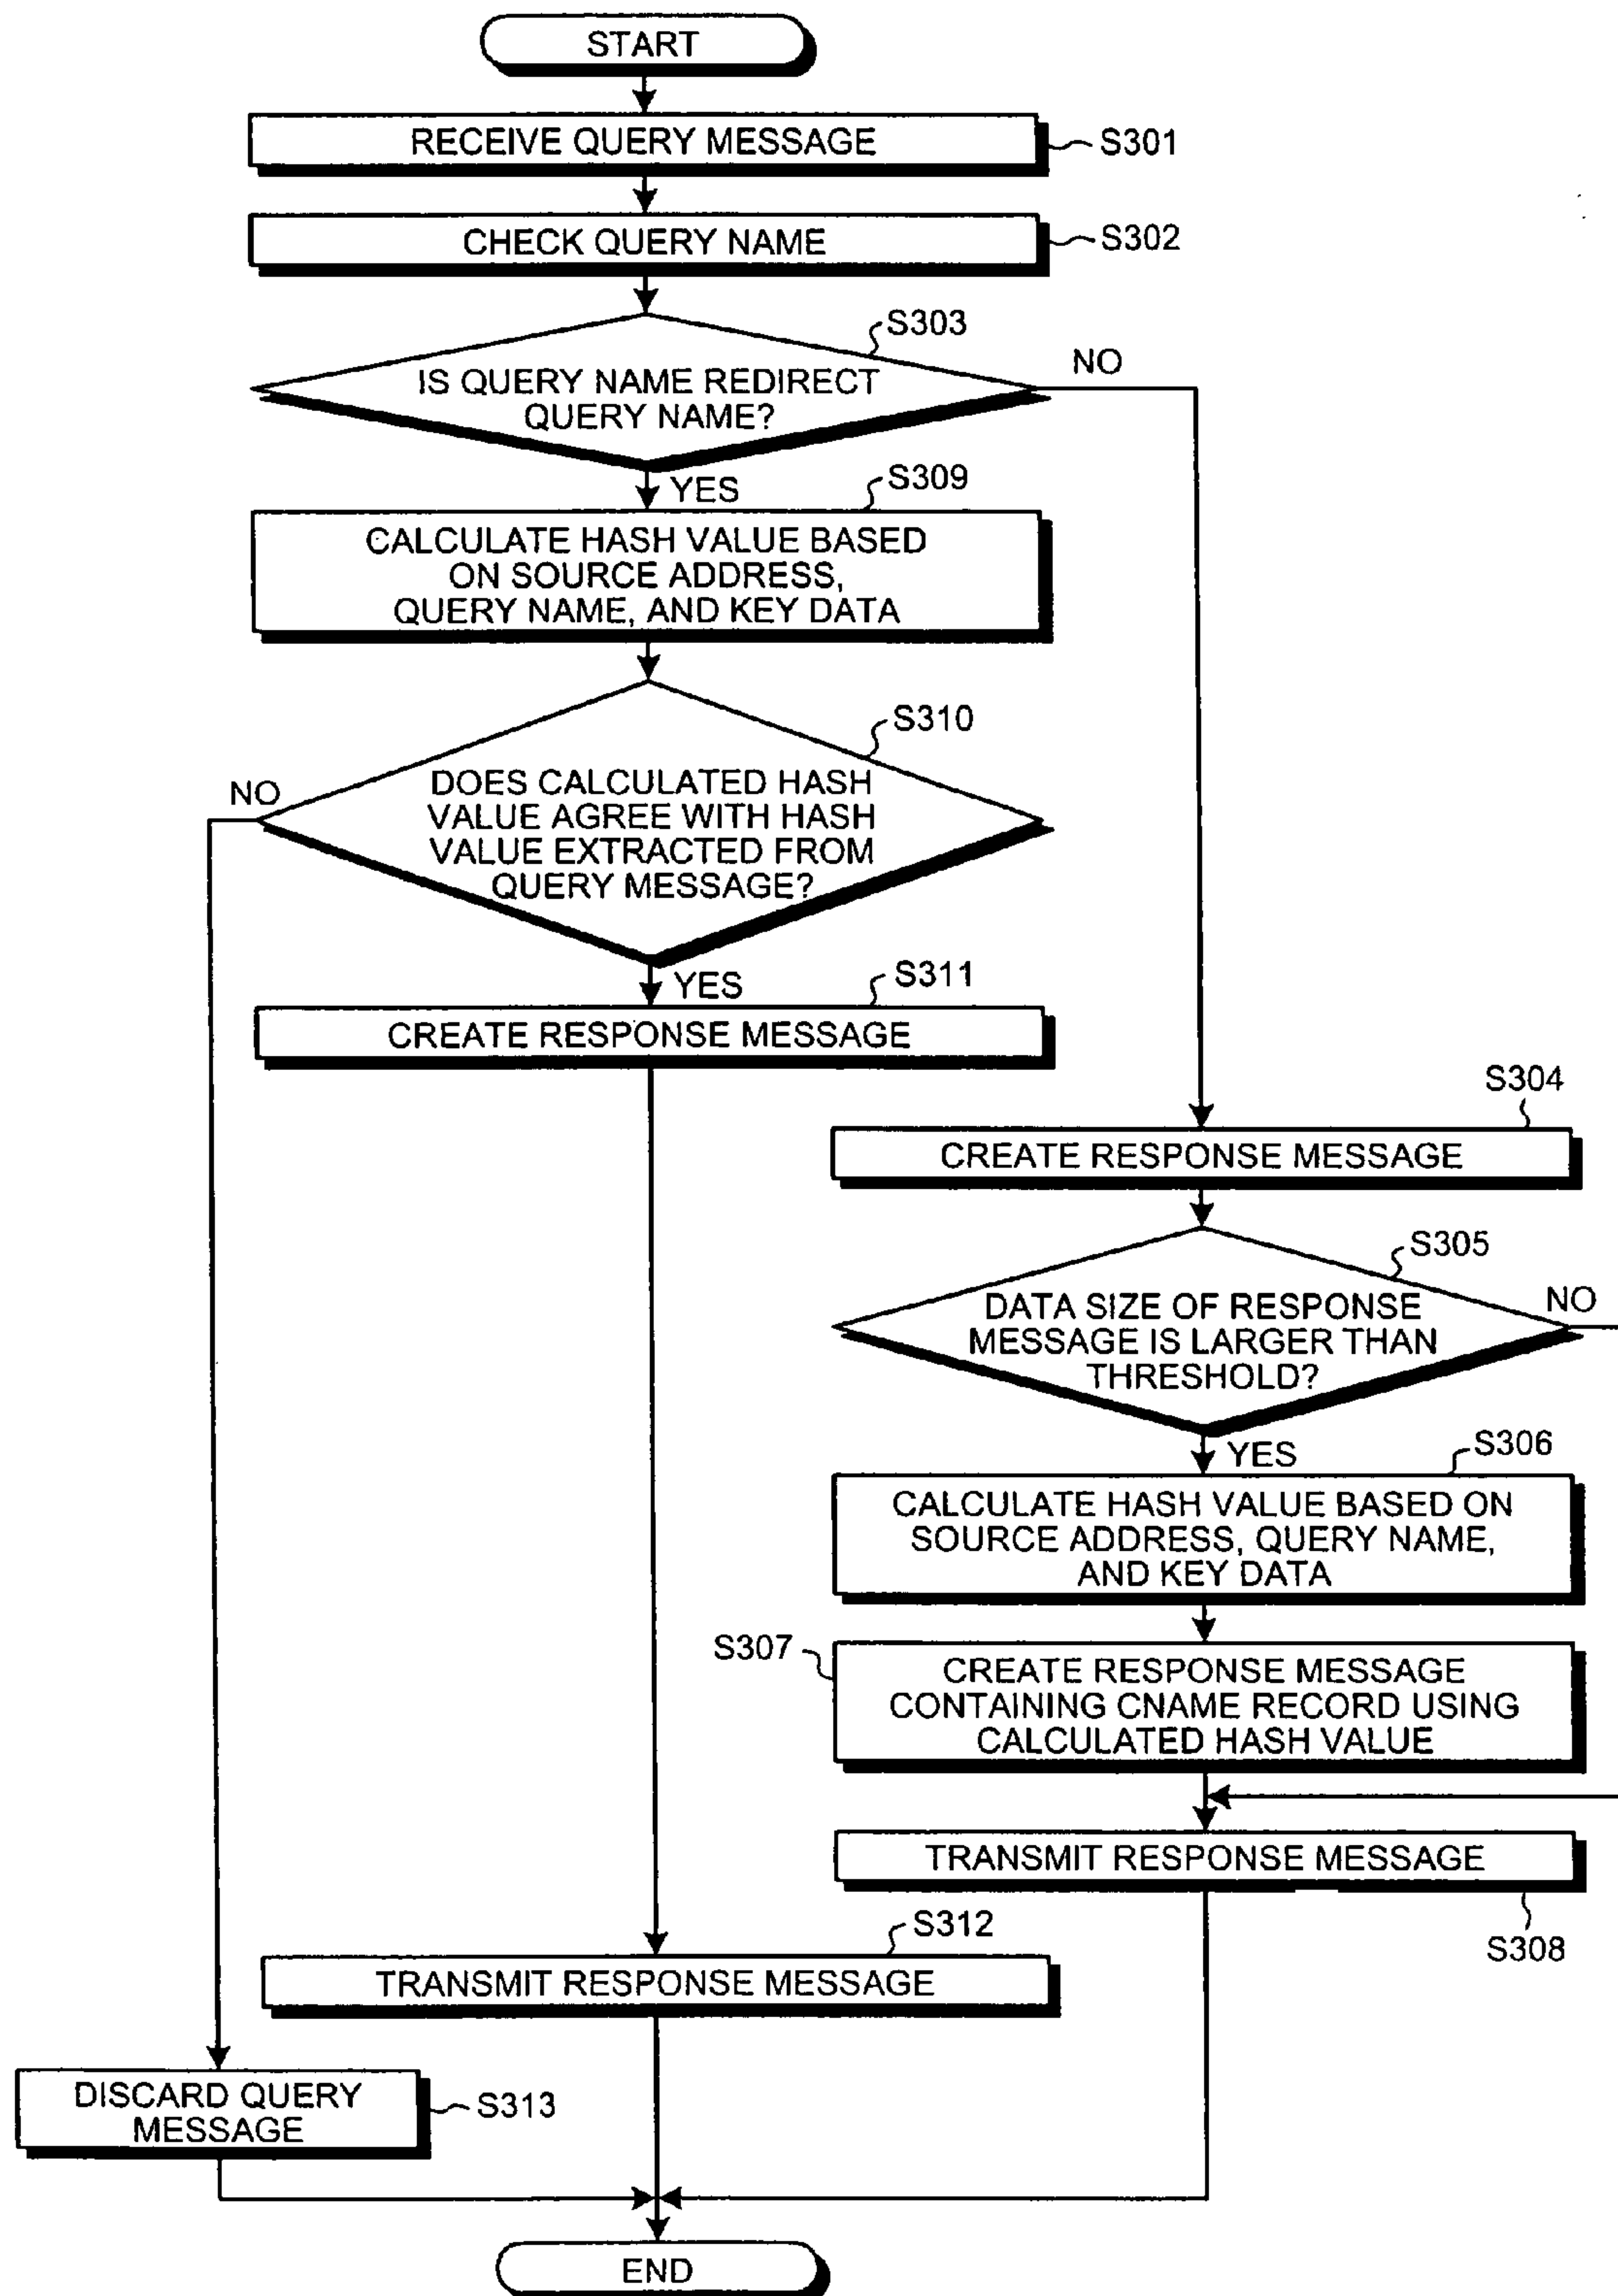 START
RECEIVE QUERY MESSAGE
S301
CHECK QUERY NAME
S302
S303
IS QUERY NAME REDIRECT
QUERY NAME?
NO
YES
S309
CALCULATE HASH VALUE BASED
ON SOURCE ADDRESS,
QUERY NAME, AND KEY DATA
S310
DOES CALCULATED HASH
VALUE AGREE WITH HASH
VALUE EXTRACTED FROM
QUERY MESSAGE?
NO
YES
S311
CREATE RESPONSE MESSAGE
S304
CREATE RESPONSE MESSAGE
S305
DATA SIZE OF RESPONSE
MESSAGE IS LARGER THAN
THRESHOLD?
NO
YES
S306
CALCULATE HASH VALUE BASED ON
SOURCE ADDRESS, QUERY NAME,
AND KEY DATA
S307
CREATE RESPONSE MESSAGE
CONTAINING CNAME RECORD USING
CALCULATED HASH VALUE
TRANSMIT RESPONSE MESSAGE
S308
S312
TRANSMIT RESPONSE MESSAGE
DISCARD QUERY
MESSAGE
S313
END